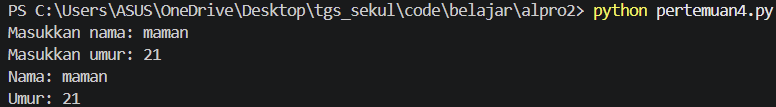 PS C:\Users\ASUS\OneDrive\Desktop\tgs_sekul\code\belajar\alpro2> python pertemuan4.py
Masukkan nama: maman
Masukkan umur: 21
Nama: maman
Umur: 21